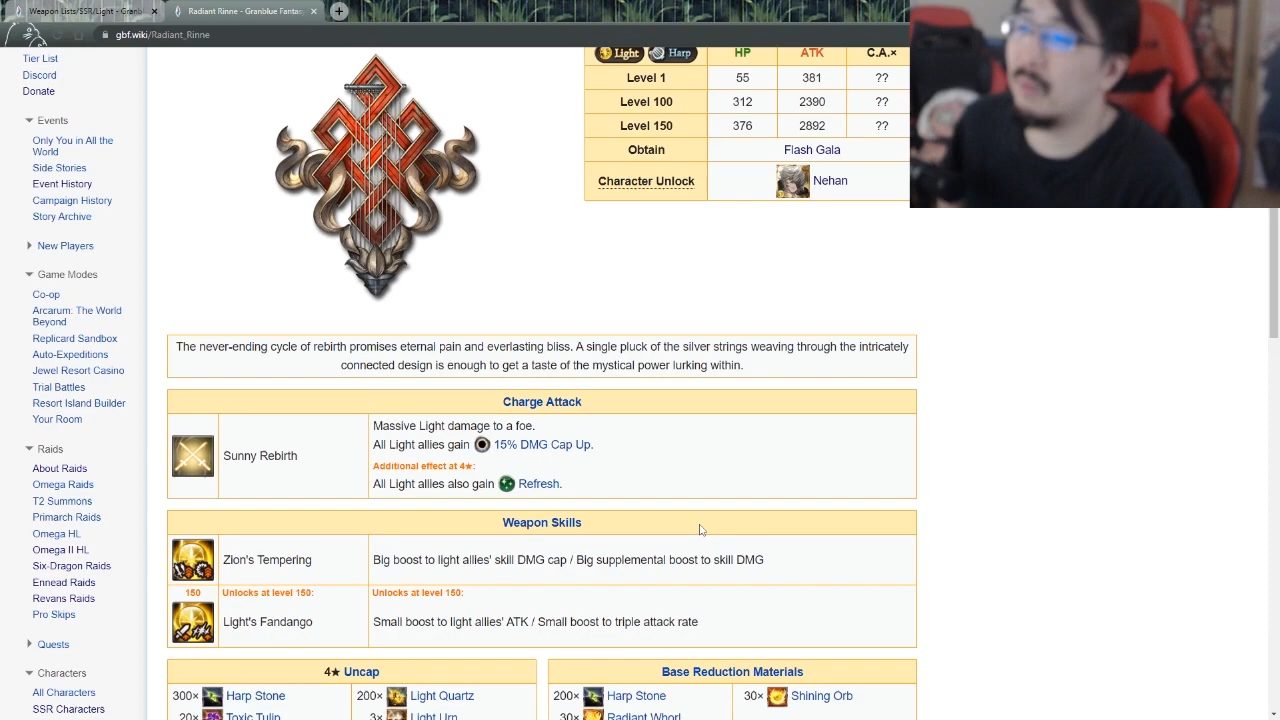 Weapon Lists/SSR/Light - Granb
Radiant Rinne - Granblue Fantasy
gbf.wiki/Radiant_Rinne
Tier List
Discord
Donate
Events
Only You in All the
World
Side Stories
Event History
Campaign History
Story Archive
New Players
Game Modes
Co-op
Arcarum: The World
Beyond
Replicard Sandbox
Auto-Expeditions
Jewel Resort Casino
Trial Battles
Resort Island Builder
Your Room
Raids
About Raids
Omega Raids
T2 Summons
Primarch Raids
Omega HL
Omega II HL
Six-Dragon Raids
Ennead Raids
Revans Raids
Pro Skips
Quests
Characters
All Characters
SSR Characters
Light Harp HP ATK C.A.×
Level 1 55 381 ??
Level 100 312 2390 ??
Level 150 376 2892 ??
Obtain Flash Gala
Character Unlock Nehan
The never-ending cycle of rebirth promises eternal pain and everlasting bliss. A single pluck of the silver strings weaving through the intricately
connected design is enough to get a taste of the mystical power lurking within.
Charge Attack
Sunny Rebirth
Massive Light damage to a foe.
All Light allies gain 15% DMG Cap Up.
Additional effect at 4★:
All Light allies also gain Refresh.
Weapon Skills
Zion's Tempering Big boost to light allies' skill DMG cap / Big supplemental boost to skill DMG
150 Unlocks at level 150: Unlocks at level 150:
Light's Fandango Small boost to light allies' ATK / Small boost to triple attack rate
4★ Uncap Base Reduction Materials
300× Harp Stone 200× Light Quartz 200× Harp Stone 30× Shining Orb
20× Toxic Tulip 3× Light Urn 30× Radiant Whorl